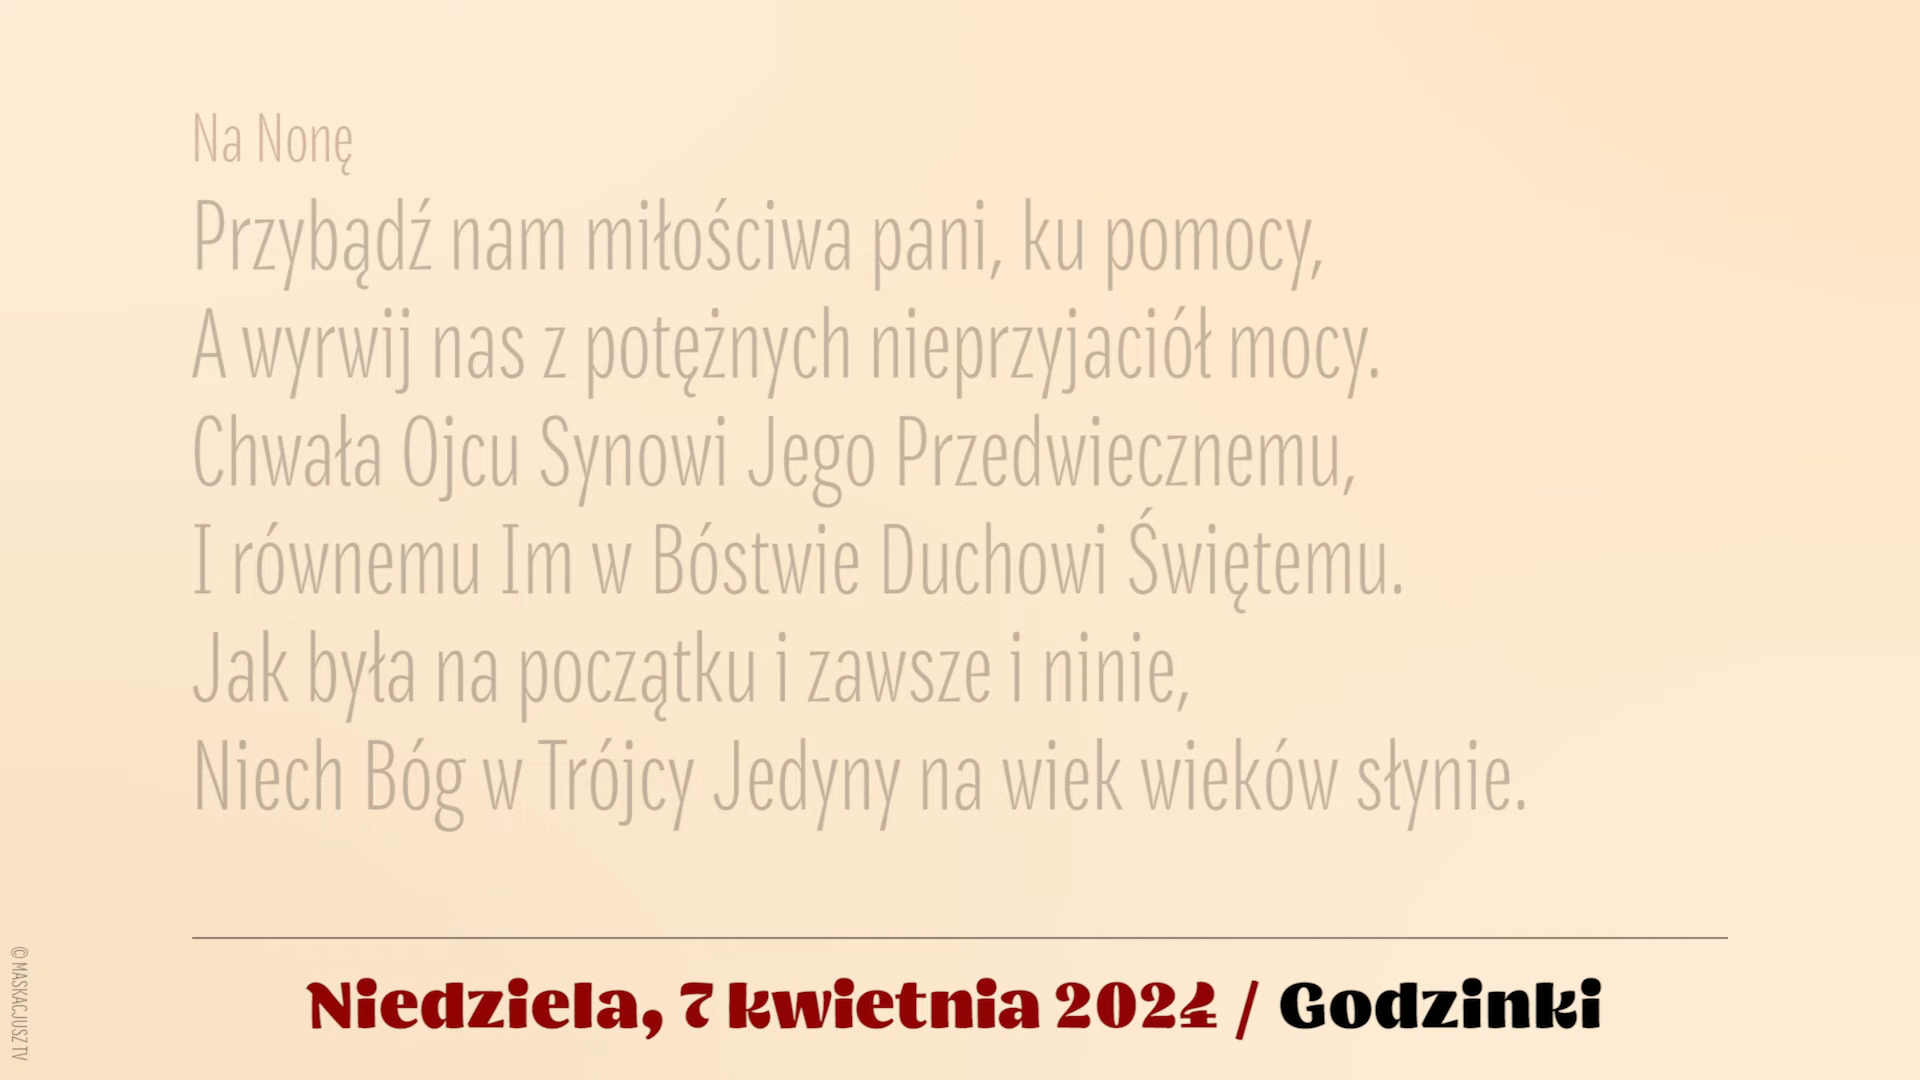 Na Nonę
Przybądź nam miłościwa pani, ku pomocy,
A wyrwij nas z potężnych nieprzyjaciół mocy.
Chwała Ojcu Synowi Jego Przedwiecznemu,
I równemu Im w Bóstwie Duchowi Świętemu.
Jak była na początku i zawsze i ninie,
Niech Bóg w Trójcy Jedyny na wiek wieków słynie.
Niedziela, 7 kwietnia 2024 / Godzinki
© MASKACJUSZ TV